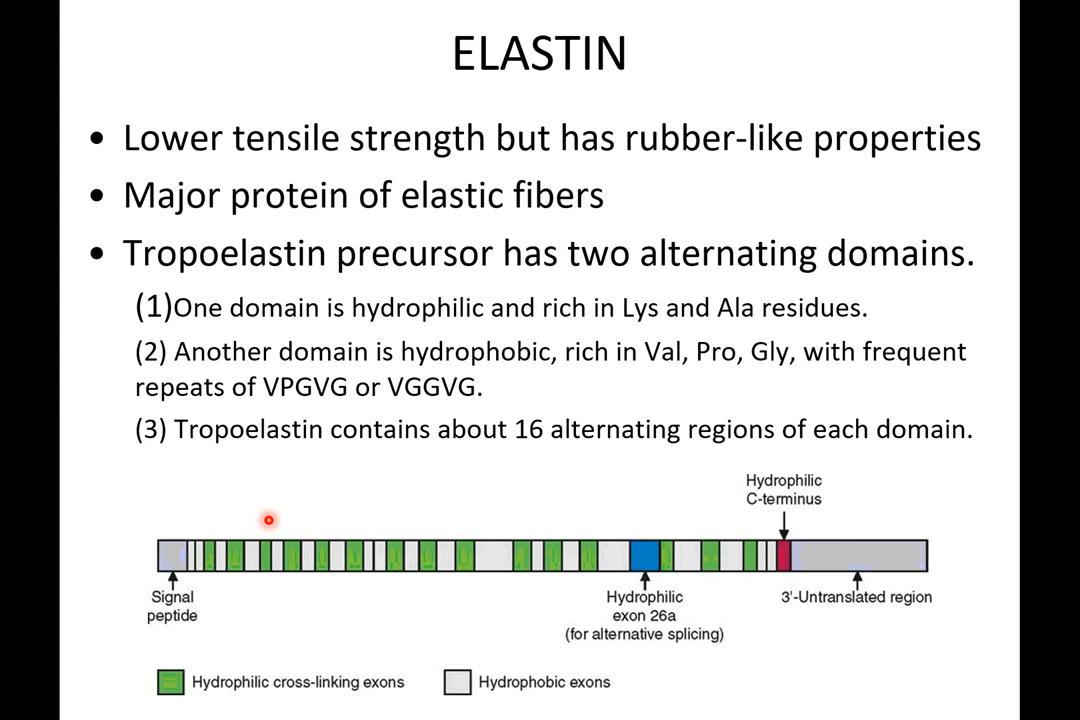 ELASTIN
• Lower tensile strength but has rubber-like properties
• Major protein of elastic fibers
• Tropoelastin precursor has two alternating domains.
(1)One domain is hydrophilic and rich in Lys and Ala residues.
(2) Another domain is hydrophobic, rich in Val, Pro, Gly, with frequent
repeats of VPGVG or VGGVG.
(3) Tropoelastin contains about 16 alternating regions of each domain.
Hydrophilic
C-terminus
Signal
peptide
Hydrophilic
exon 26a
(for alternative splicing)
3'-Untranslated region
Hydrophilic cross-linking exons
Hydrophobic exons